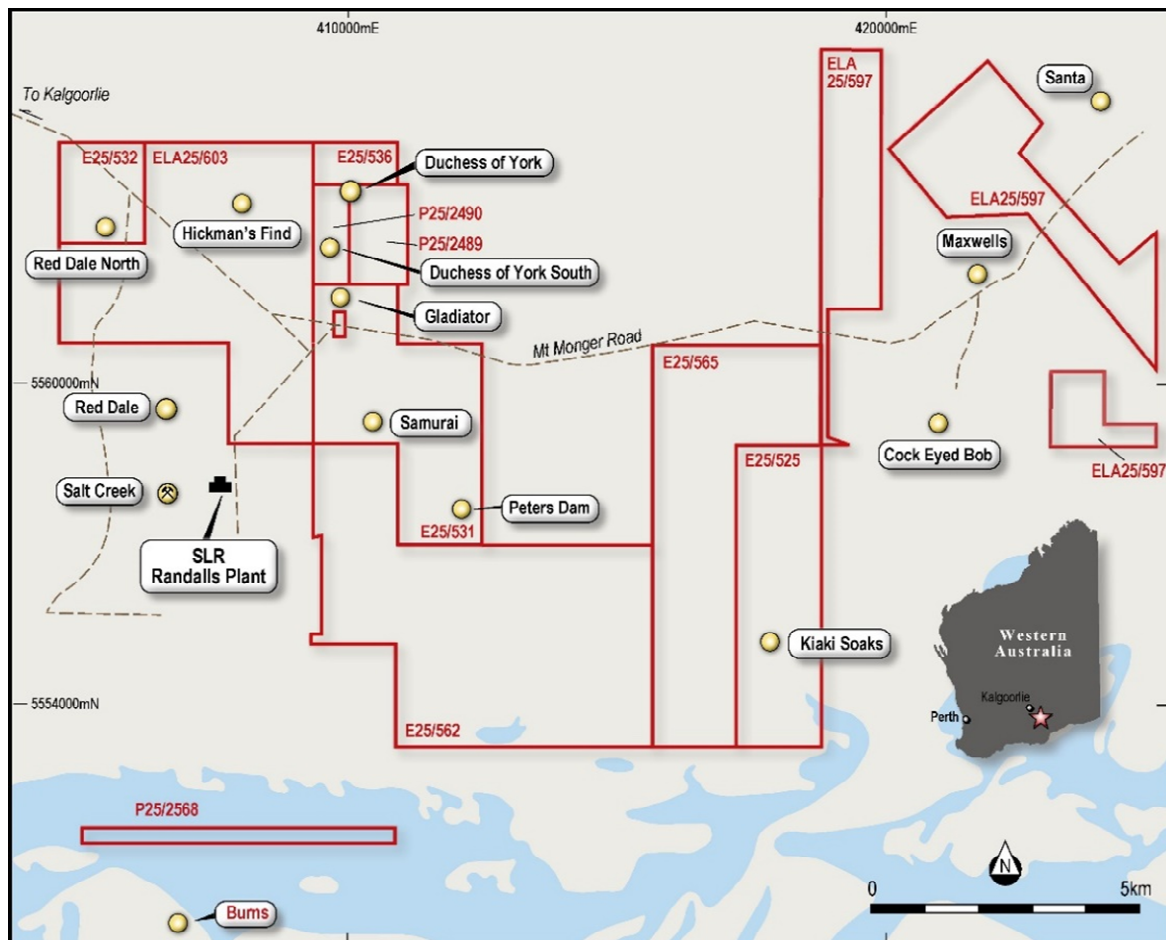 410000mE
420000mE
To Kalgoorlie
ELA
25/597
Santa
E25/532
ELA25/603
E25/536
Duchess of York
P25/2490
ELA25/597
Hickman's Find
P25/2489
Maxwells
Red Dale North
Duchess of York South
Gladiator
Mt Monger Road
E25/565
5560000mN
Red Dale
Samurai
E25/525
Cock Eyed Bob
ELA25/597
Salt Creek
Peters Dam
E25/531
SLR
Randalls Plant
Western
Australia
Kiaki Soaks
Kalgoorlie
5554000mN
Perth
E25/562
P25/2568
N
0
5km
Burns